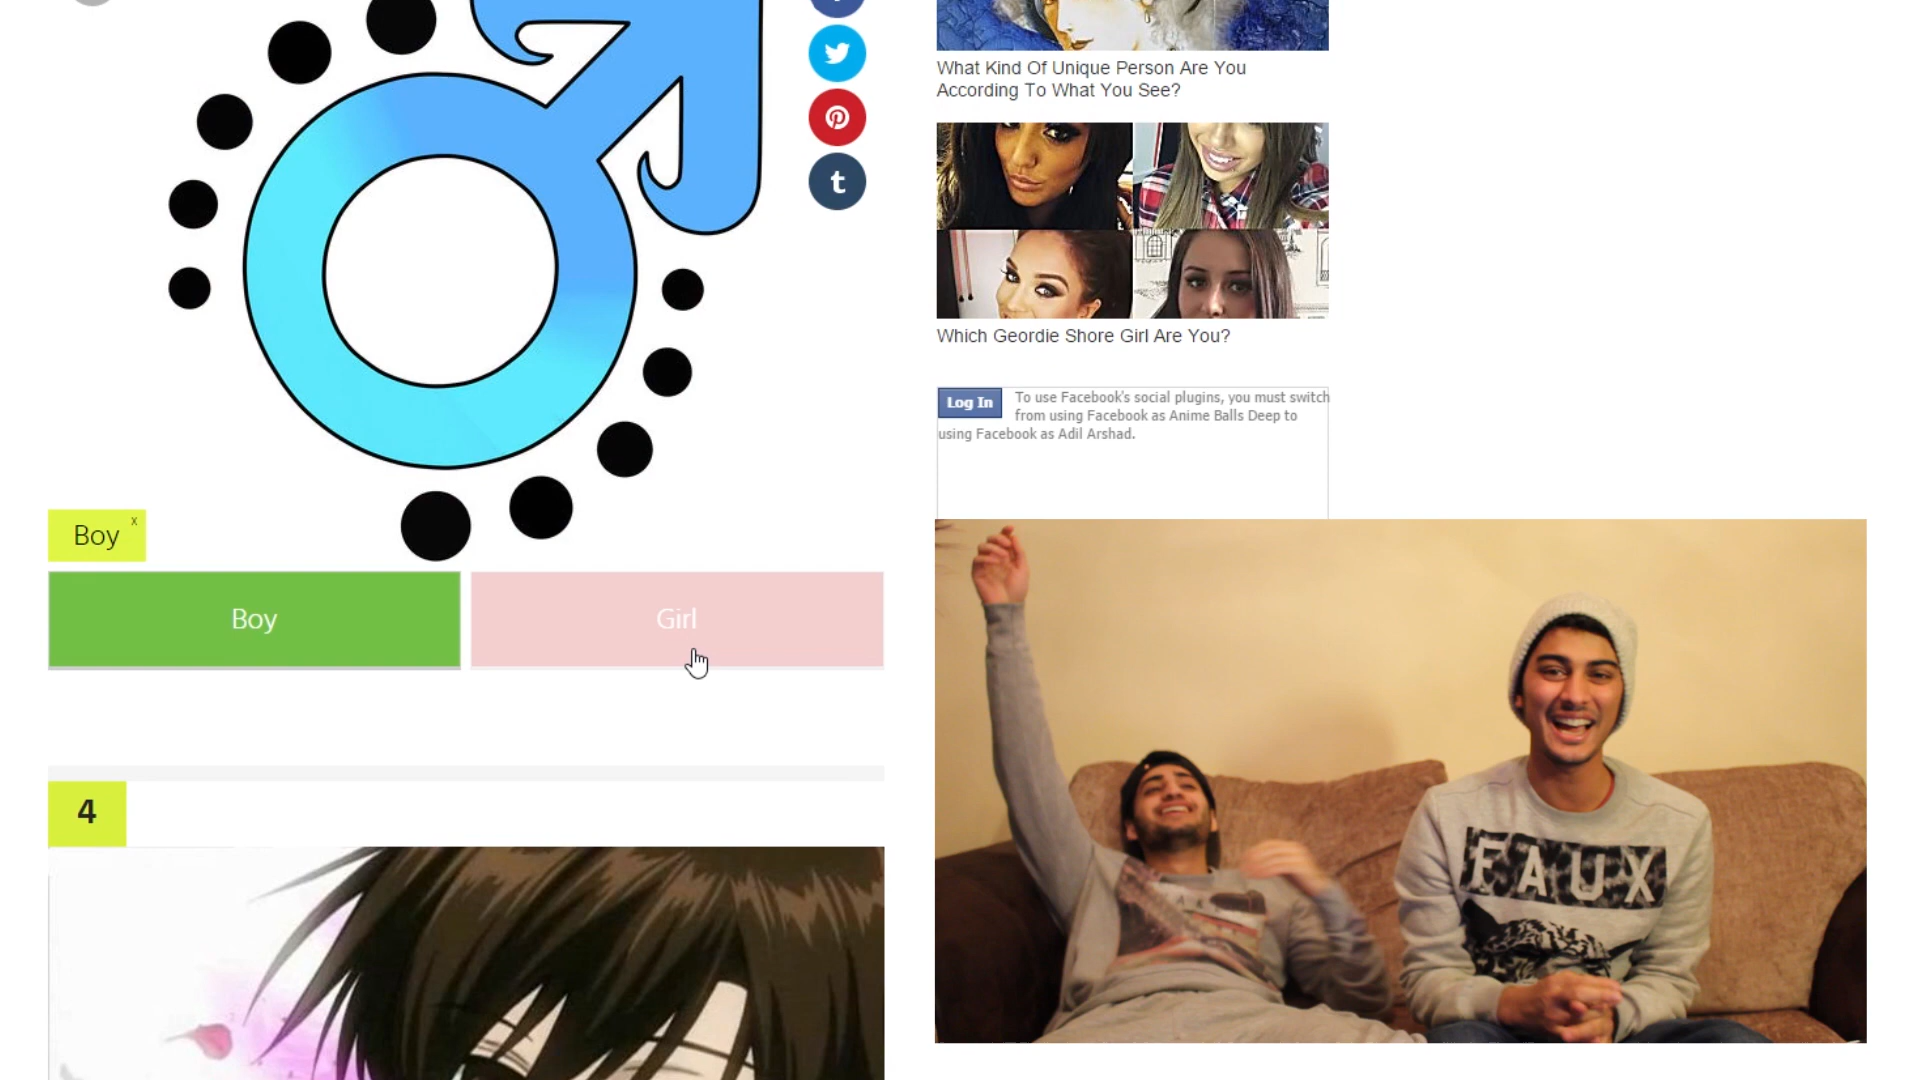 What Kind Of Unique Person Are You
According To What You See?
Which Geordie Shore Girl Are You?
Log In
To use Facebook's social plugins, you must switch
from using Facebook as Anime Balls Deep to
using Facebook as Adil Arshad.
t
Boy
x
Boy
Girl
4
FAUX